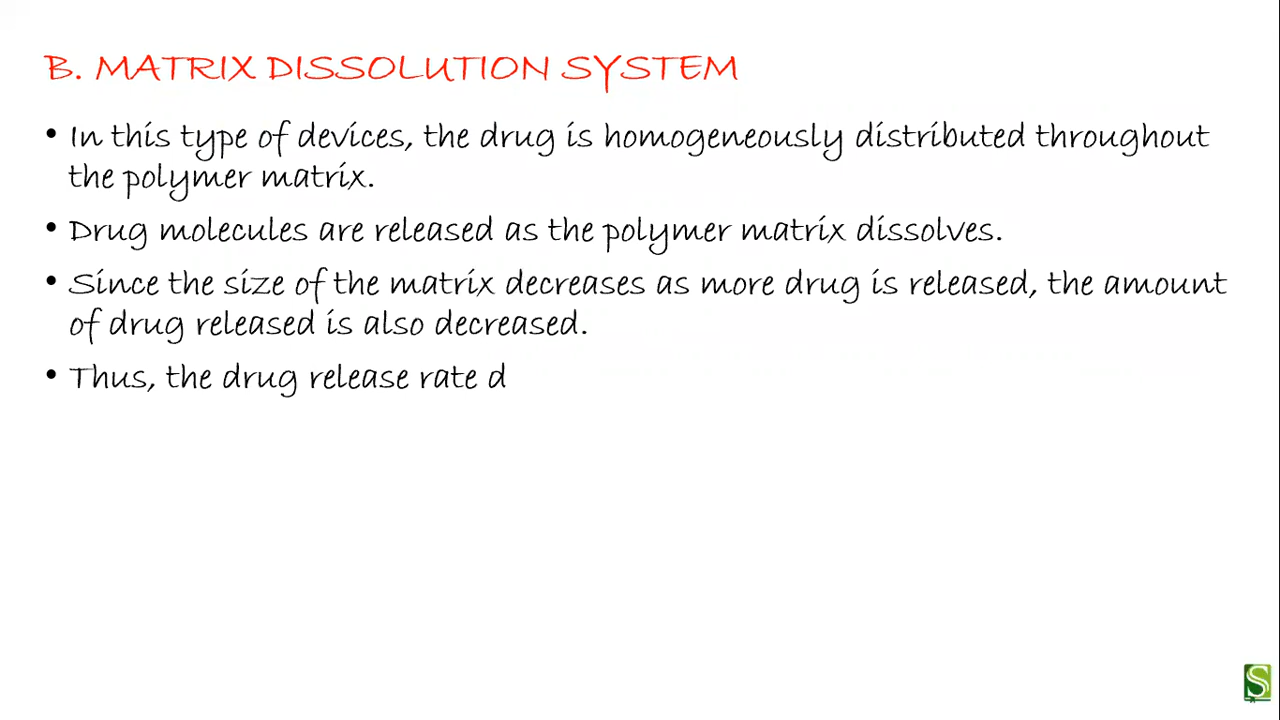 B. MATRIX DISSOLUTION SYSTEM
• In this type of devices, the drug is homogeneously distributed throughout
the polymer matrix.
• Drug molecules are released as the polymer matrix dissolves.
• Since the size of the matrix decreases as more drug is released, the amount
of drug released is also decreased.
• Thus, the drug release rate d
S